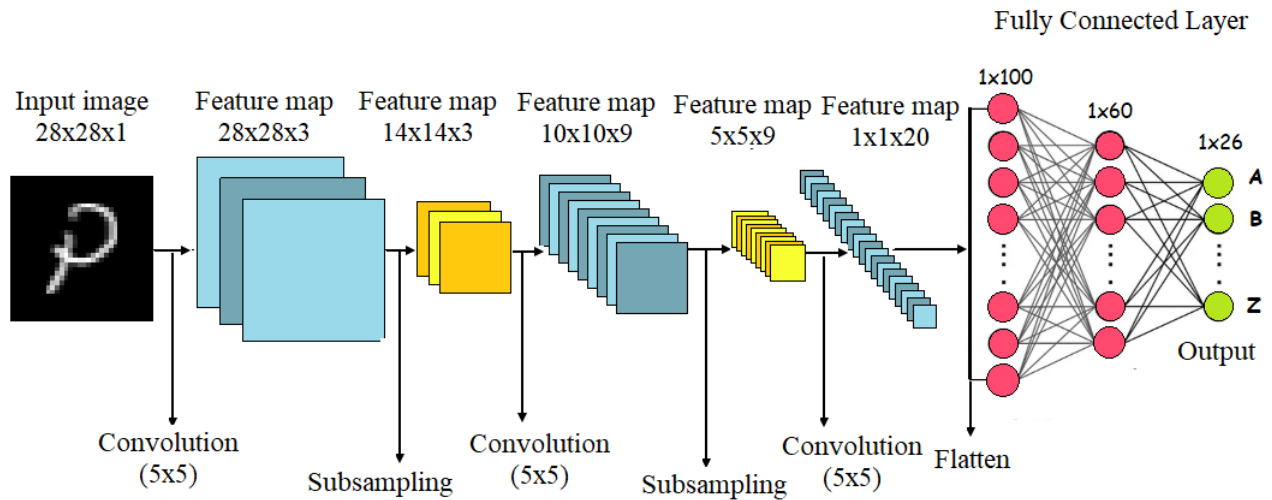 Fully Connected Layer
Input image
28x28x1
Feature map
28x28x3
Feature map
14x14x3
Feature map
10x10x9
Feature map
5x5x9
Feature map
1x1x20
1x100
1x60
1x26
A
B
Z
Output
Convolution
(5x5)
Subsampling
Convolution
(5x5)
Subsampling
Convolution
(5x5)
Flatten